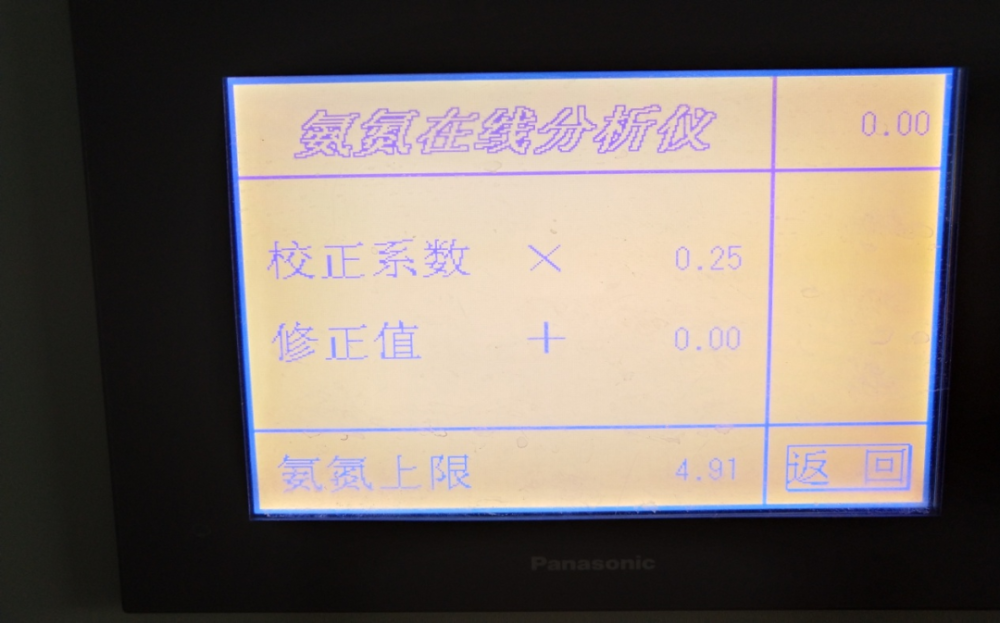 氨氮在线分析仪 0.00
校正系数 × 0.25
修正值 + 0.00
氨氮上限 4.91 返回
Panasonic